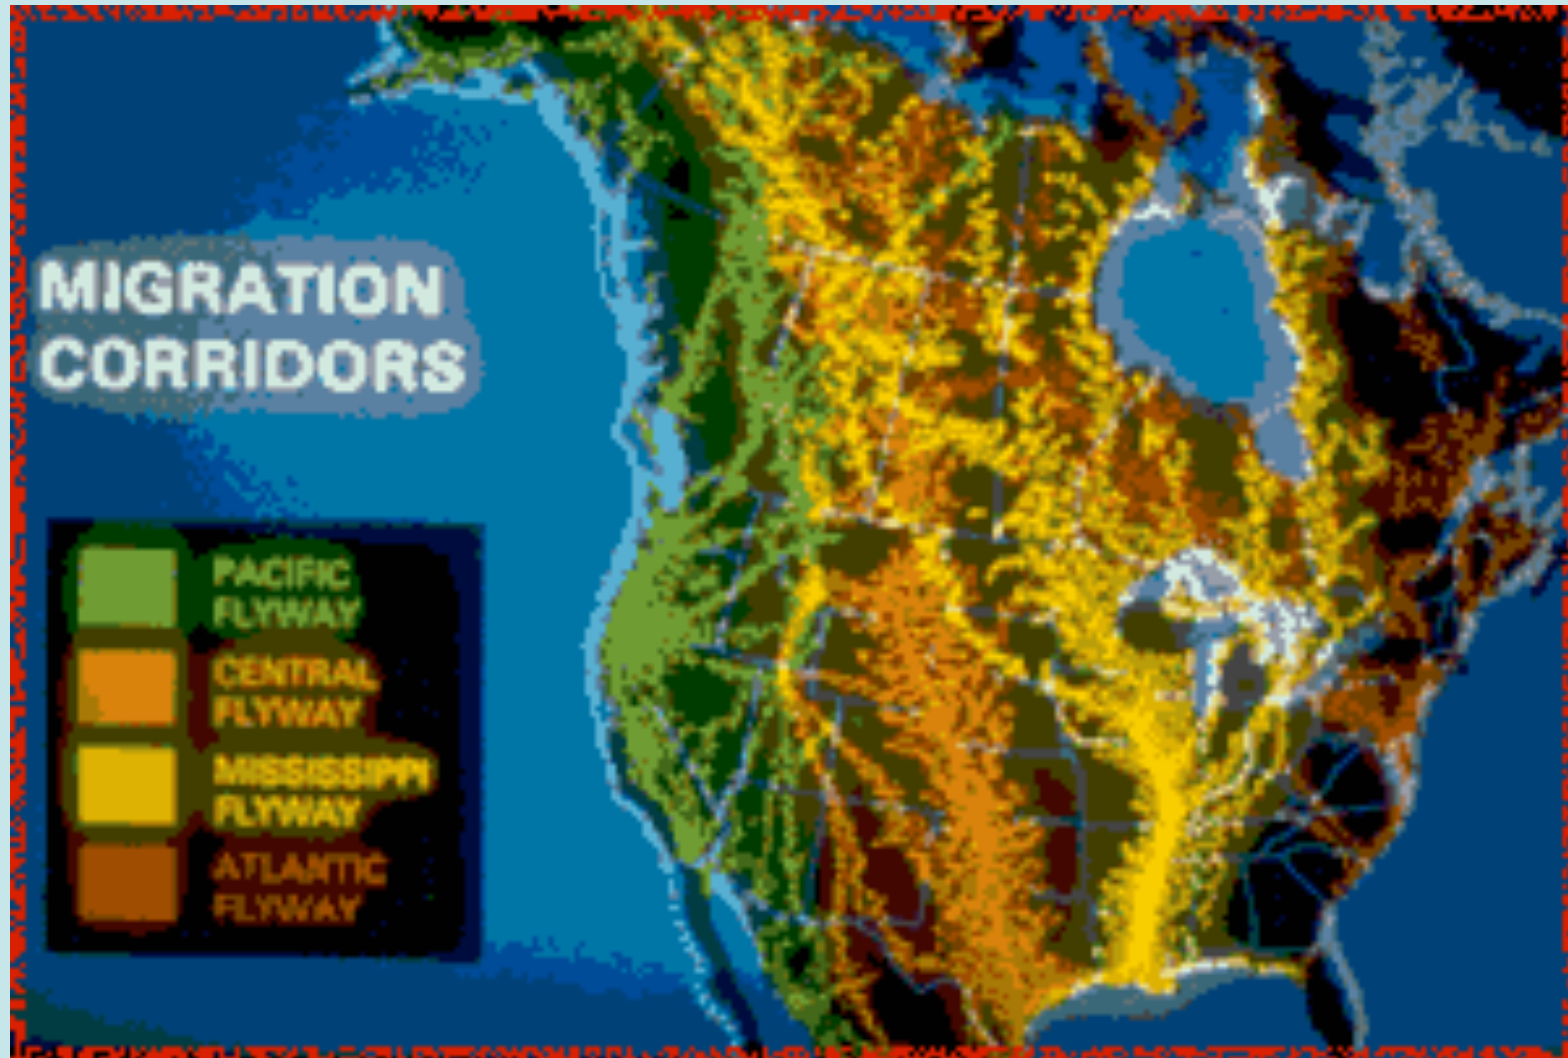 MIGRATION
CORRIDORS
PACIFIC
FLYWAY
CENTRAL
FLYWAY
MISSISSIPPI
FLYWAY
ATLANTIC
FLYWAY